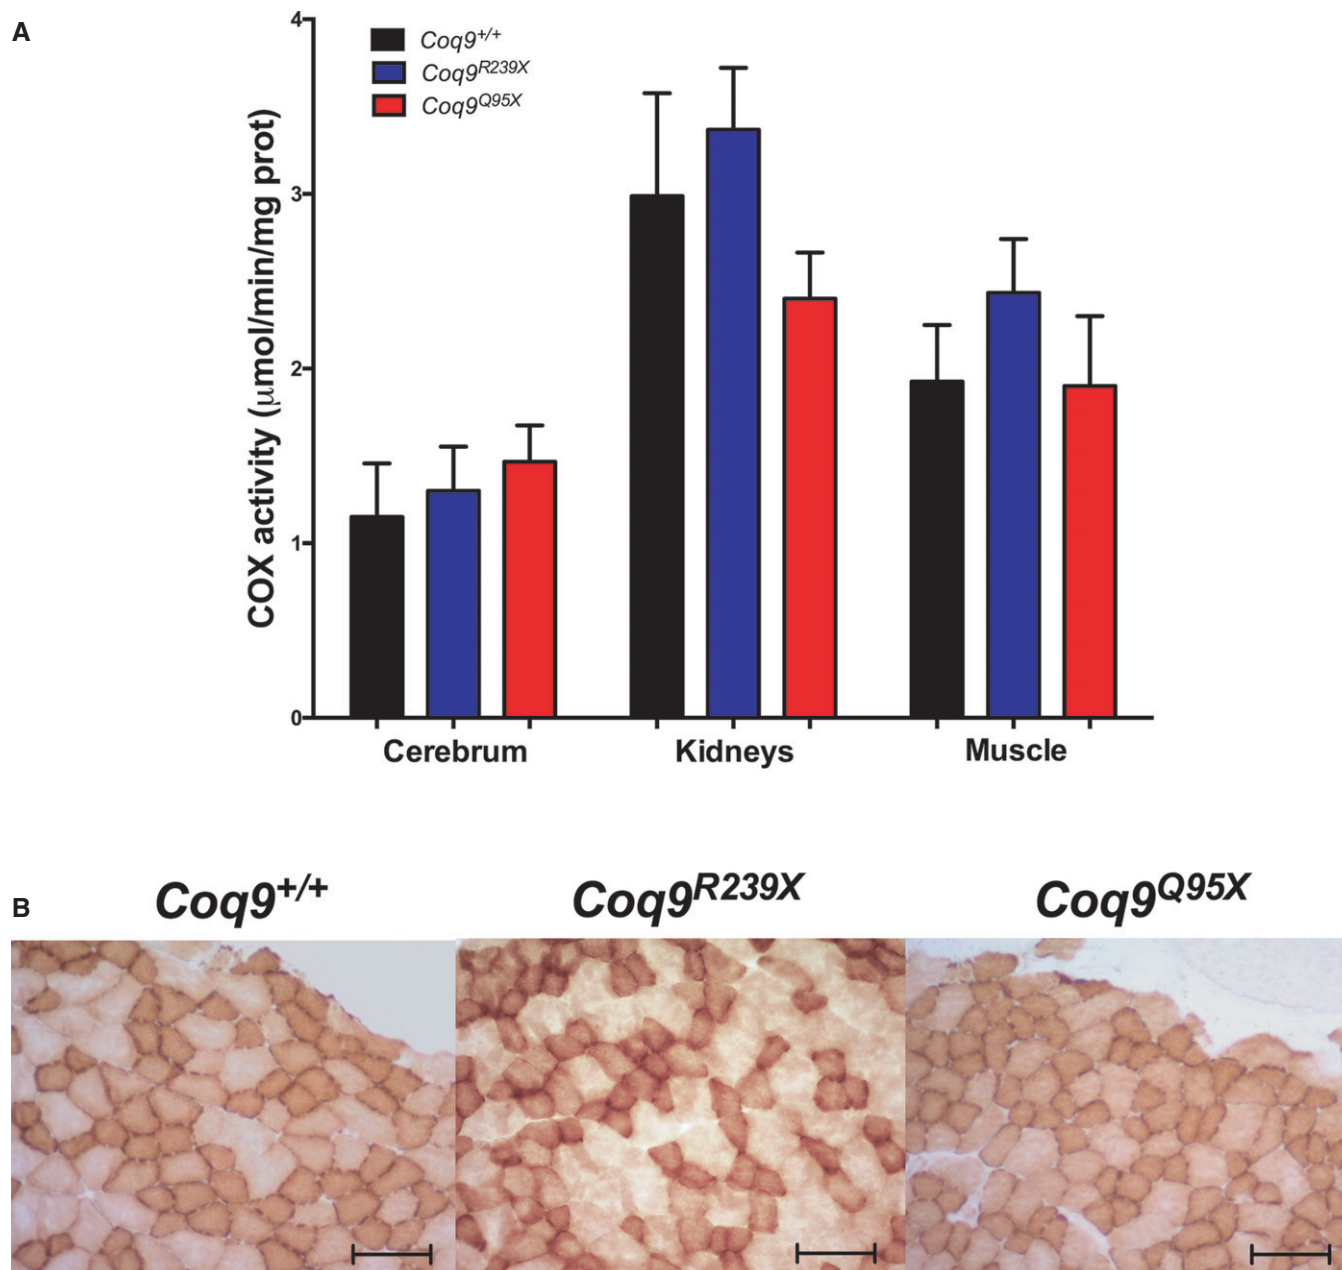 A
4
3
2
1
0
COX activity (μmol/min/mg prot)
Coq9+/+
Coq9R239X
Coq9Q95X
Cerebrum Kidneys Muscle
B
Coq9+/+ Coq9R239X Coq9Q95X